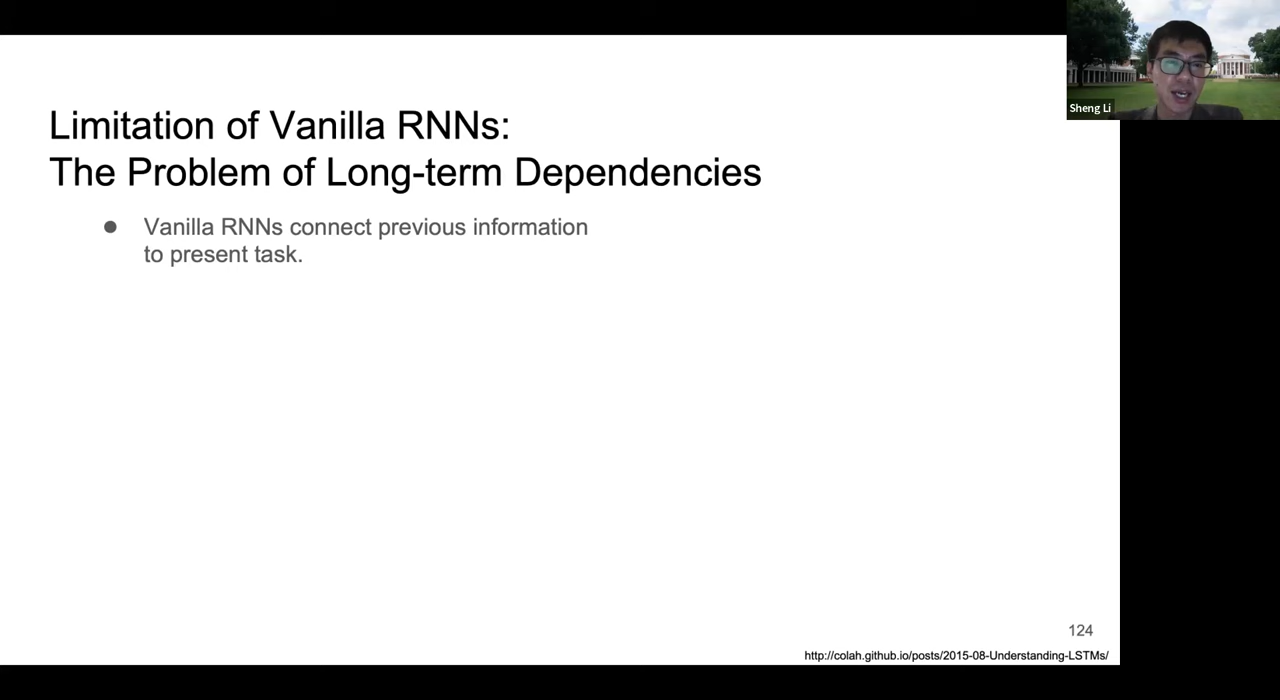 Sheng Li
Limitation of Vanilla RNNs:
The Problem of Long-term Dependencies
● Vanilla RNNs connect previous information
to present task.
124
http://colah.github.io/posts/2015-08-Understanding-LSTMs/